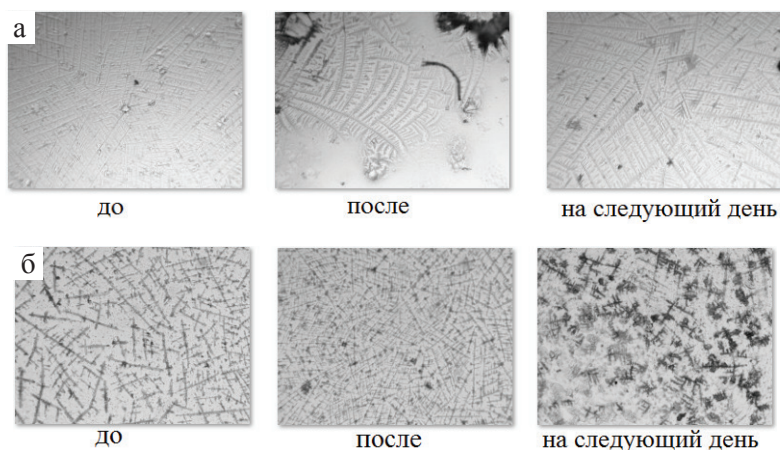 а
до после на следующий день
б
до после на следующий день